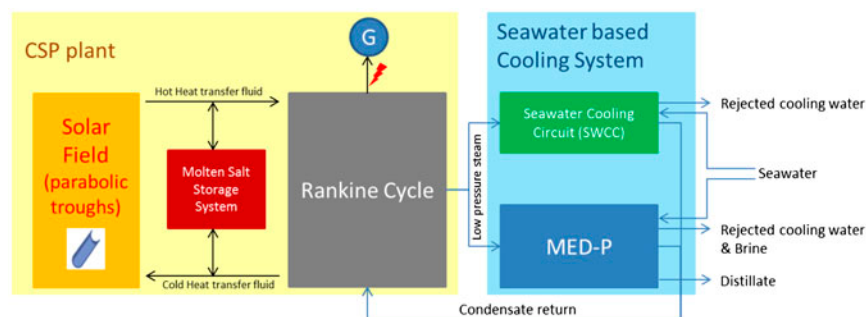 CSP plant
G
Seawater based
Cooling System
Hot Heat transfer fluid
Solar
Field
(parabolic
troughs)
Molten Salt
Storage
System
Cold Heat transfer fluid
Rankine Cycle
Low pressure steam
Seawater Cooling
Circuit (SWCC)
MED-P
Rejected cooling water
Seawater
Rejected cooling water
& Brine
Distillate
Condensate return